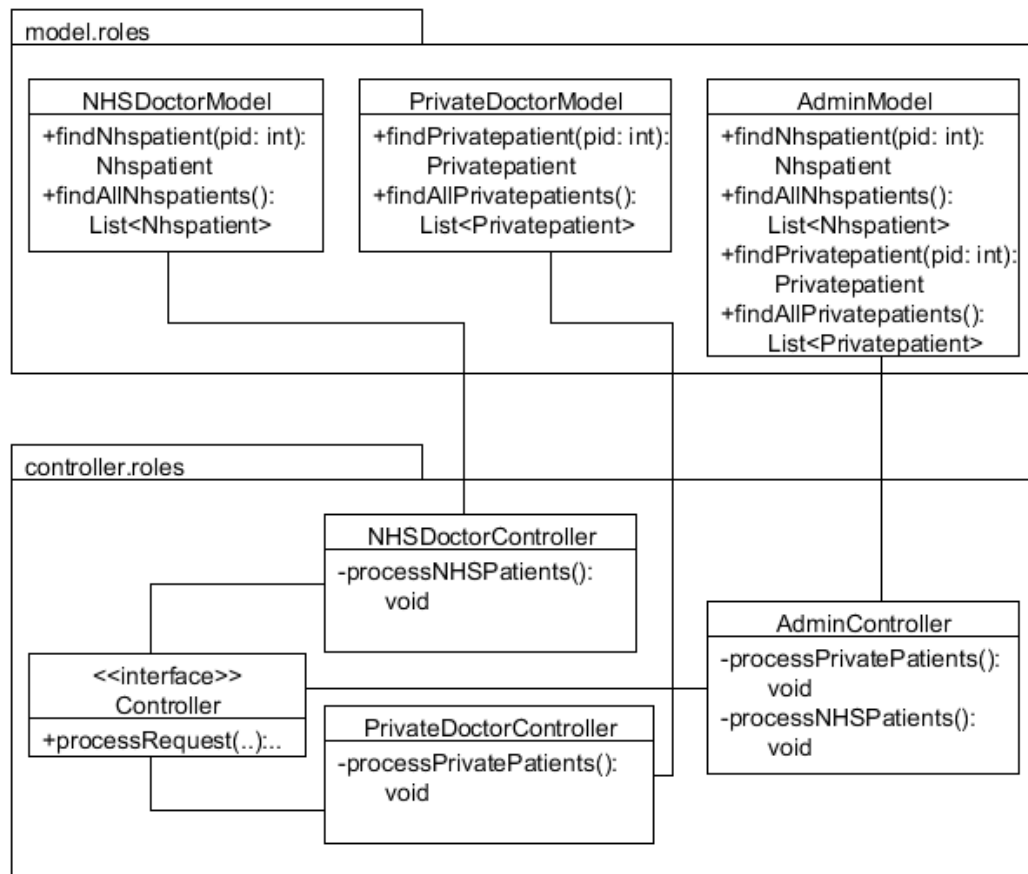 model.roles
NHSDoctorModel
+findNhspatient(pid: int):
Nhspatient
+findAllNhspatients():
List<Nhspatient>
PrivateDoctorModel
+findPrivatepatient(pid: int):
Privatepatient
+findAllPrivatepatients():
List<Privatepatient>
AdminModel
+findNhspatient(pid: int):
Nhspatient
+findAllNhspatients():
List<Nhspatient>
+findPrivatepatient(pid: int):
Privatepatient
+findAllPrivatepatients():
List<Privatepatient>
controller.roles
NHSDoctorController
-processNHSPatients():
void
<<interface>>
Controller
+processRequest(..):..
PrivateDoctorController
-processPrivatePatients():
void
AdminController
-processPrivatePatients():
void
-processNHSPatients():
void